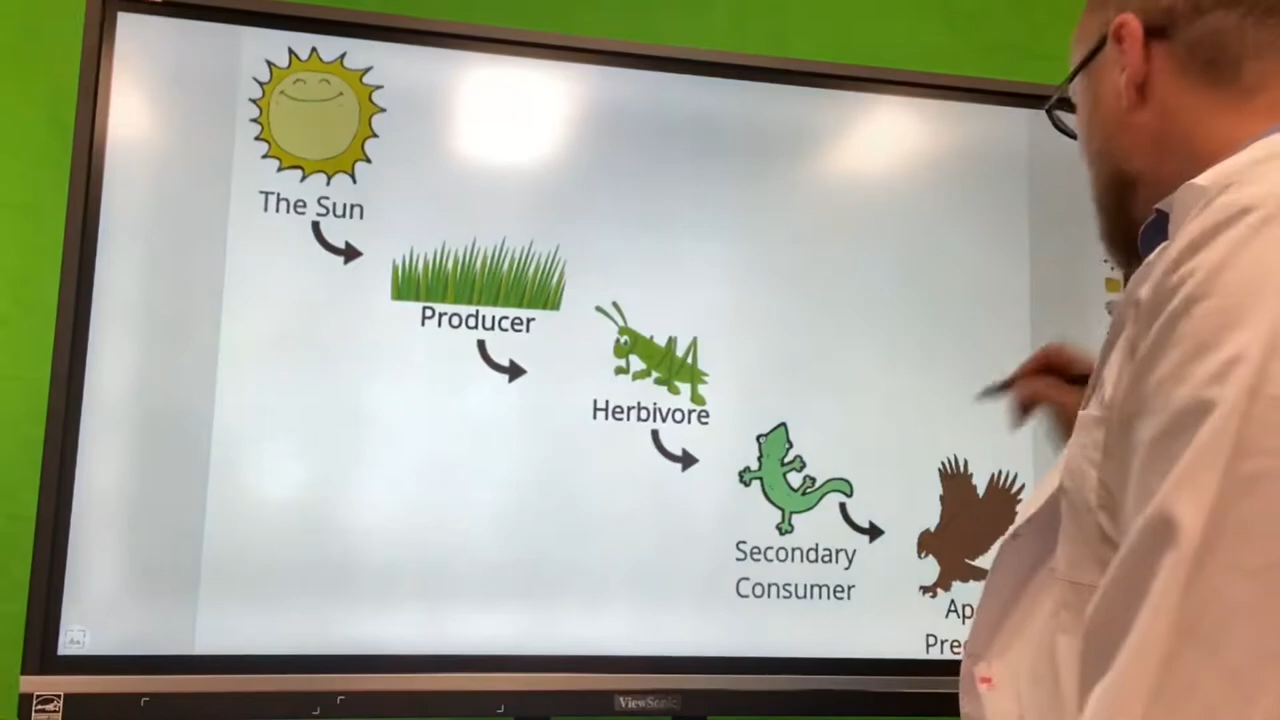 The Sun
Producer
Herbivore
Secondary
Consumer
ViewSonic